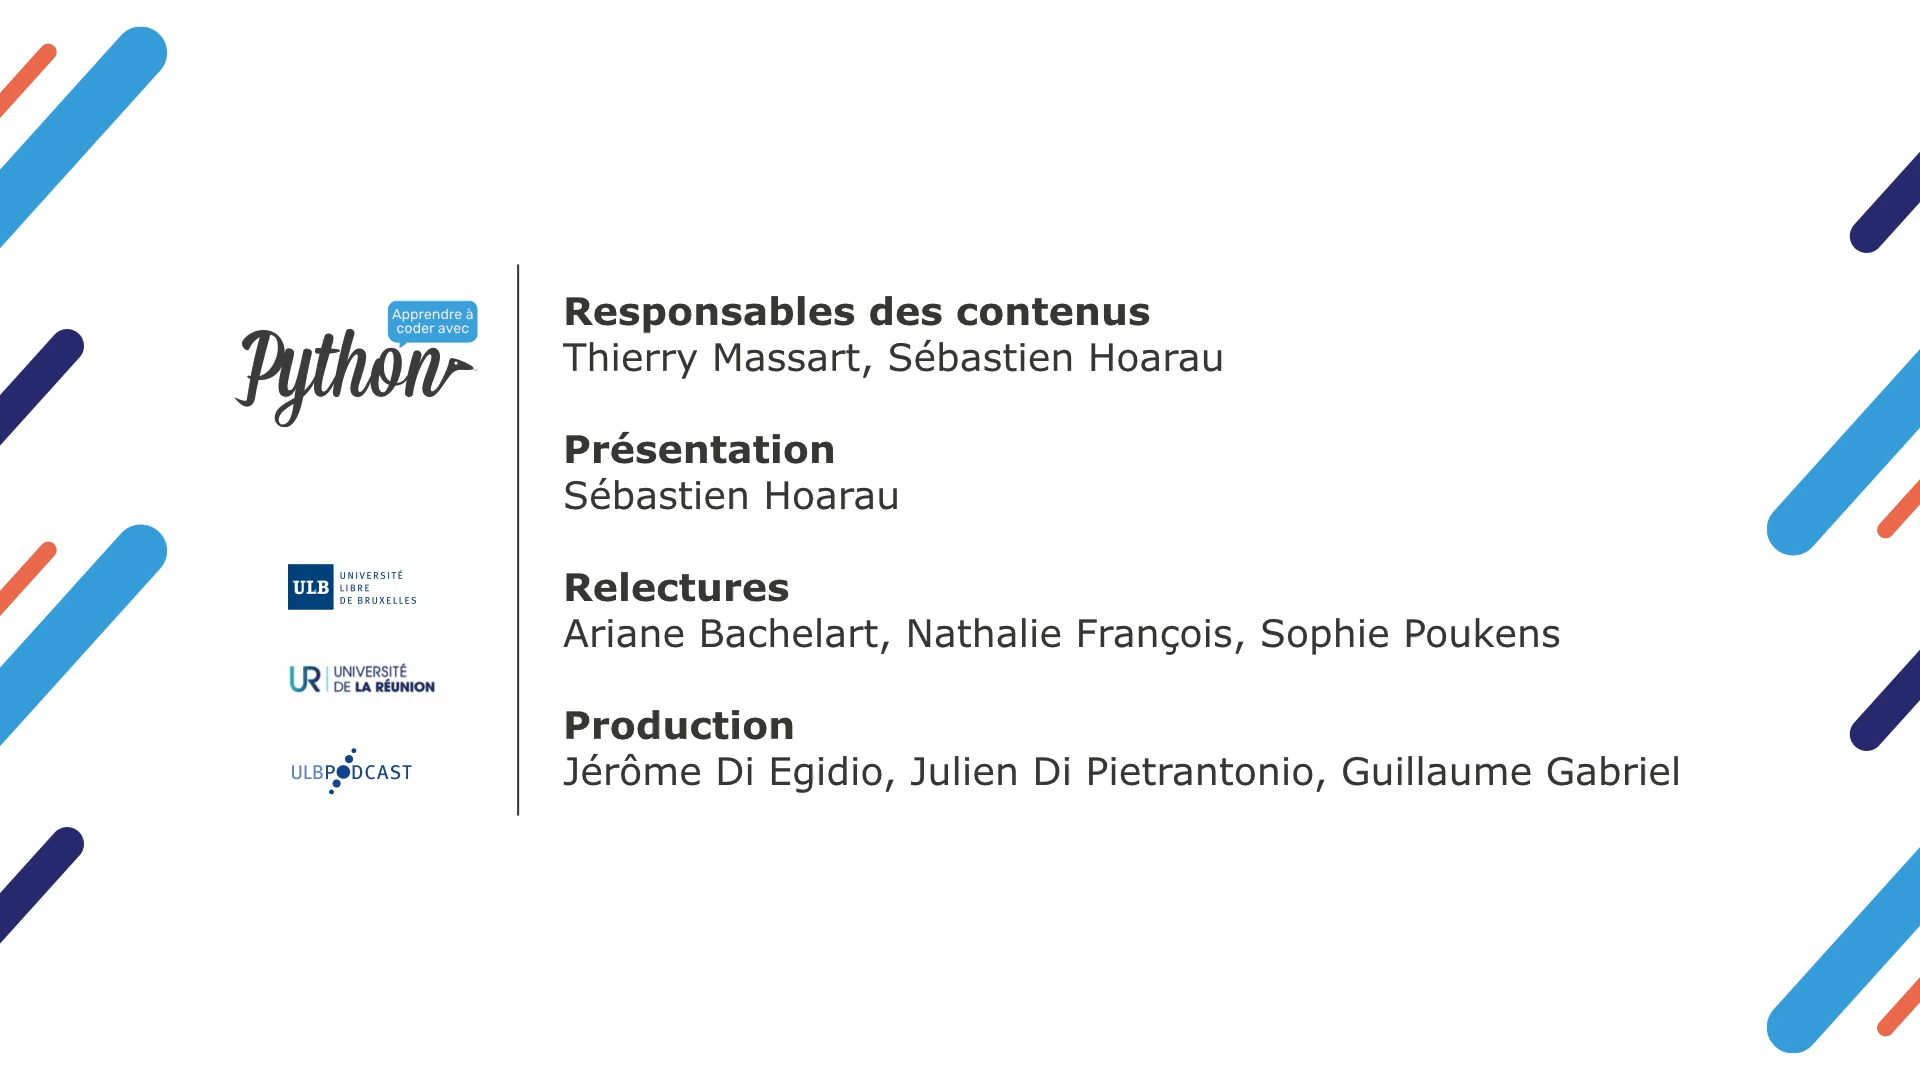 Apprendre à
coder avec
Python
ULB
UNIVERSITÉ
LIBRE
DE BRUXELLES
UR
UNIVERSITÉ
DE LA RÉUNION
ULBPODCAST
Responsables des contenus
Thierry Massart, Sébastien Hoarau
Présentation
Sébastien Hoarau
Relectures
Ariane Bachelart, Nathalie François, Sophie Poukens
Production
Jérôme Di Egidio, Julien Di Pietrantonio, Guillaume Gabriel